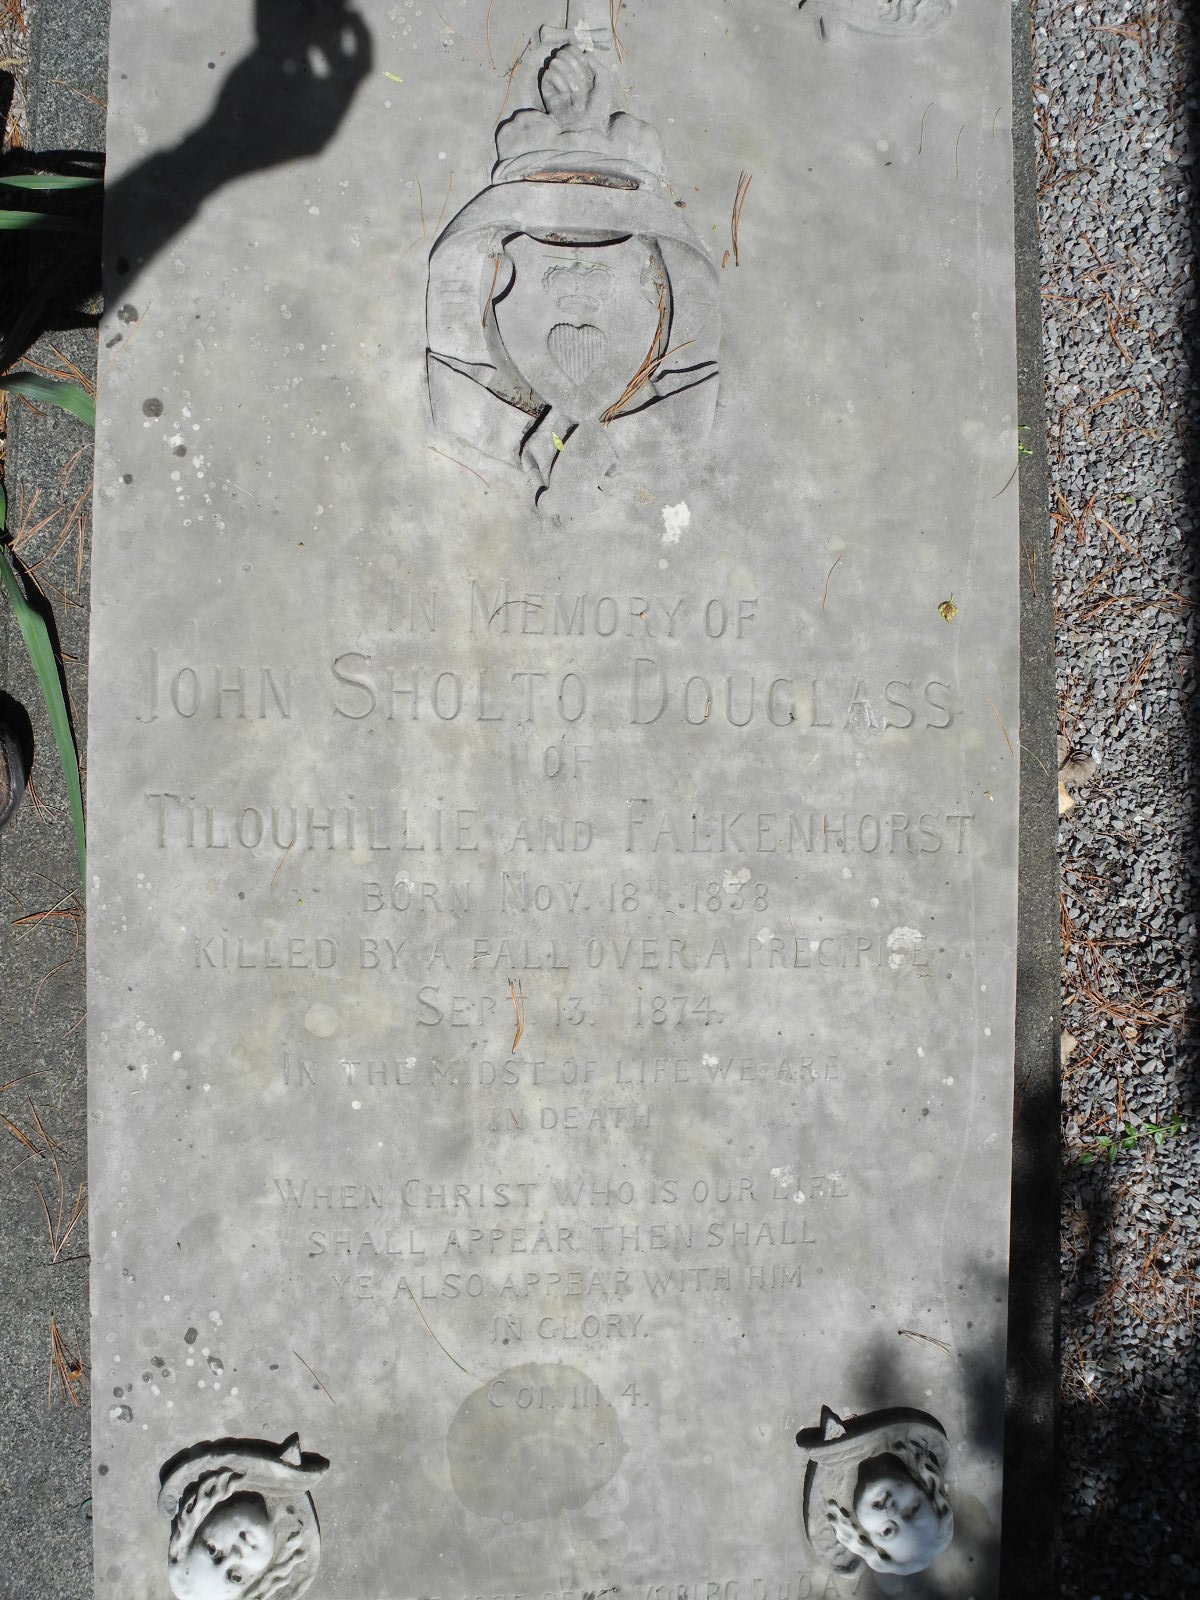 IN MEMORY OF
JOHN SHOLTO DOUGLASS
OF
TILQUHILLIE AND FALKENHORST
BORN NOV. 18TH 1838
KILLED BY A FALL OVER A PRECIPICE
SEPT. 13TH 1874.
IN THE MIDST OF LIFE WE ARE
IN DEATH
WHEN CHRIST WHO IS OUR LIFE
SHALL APPEAR THEN SHALL
YE ALSO APPEAR WITH HIM
IN GLORY.
COL. III. 4.